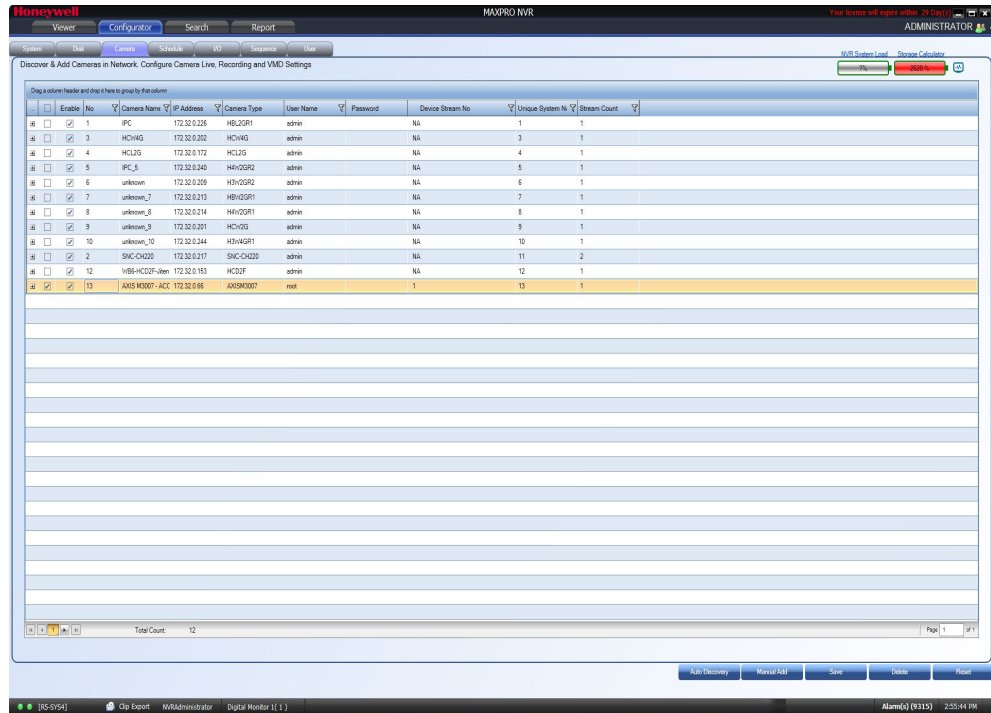 Honeywell MAXPRO NVR Your license will expire within 29 Day(s)
Viewer Configurator Search Report ADMINISTRATOR
System Disk Camera Schedule I/O Sequence User
NVR System Load Storage Calculator
Discover & Add Cameras in Network. Configure Camera Live, Recording and VMD Settings
2620 %
Drag a column header and drop it here to group by that column
... Enable No Camera Name IP Address Camera Type User Name Password Device Stream No Unique System N Stream Count
1 IPC 172.32.0.226 HBL2GR1 admin NA 1 1
3 HCW4G 172.32.0.202 HCW4G admin NA 3 1
4 HCL2G 172.32.0.172 HCL2G admin NA 4 1
5 IPC_5 172.32.0.240 H4W2GR2 admin NA 5 1
6 unknown 172.32.0.209 H3W2GR2 admin NA 6 1
7 unknown_7 172.32.0.213 HBW2GR1 admin NA 7 1
8 unknown_8 172.32.0.214 H4W2GR1 admin NA 8 1
9 unknown_9 172.32.0.201 HCW2G admin NA 9 1
10 unknown_10 172.32.0.244 H3W4GR1 admin NA 10 1
2 SNC-CH220 172.32.0.217 SNC-CH220 admin NA 11 2
12 WB6-HCD2F-Jiten 172.32.0.153 HCD2F admin NA 12 1
13 AXIS M3007 - ACC 172.32.0.66 AXISM3007 root 1 13 1
1 Total Count: 12 Page 1 of 1
Auto Discovery Manual Add Save Delete Reset
[R5-SYS4] Clip Export NVRAdministrator Digital Monitor 1( 1 ) Alarm(s) (9315) 2:55:44 PM